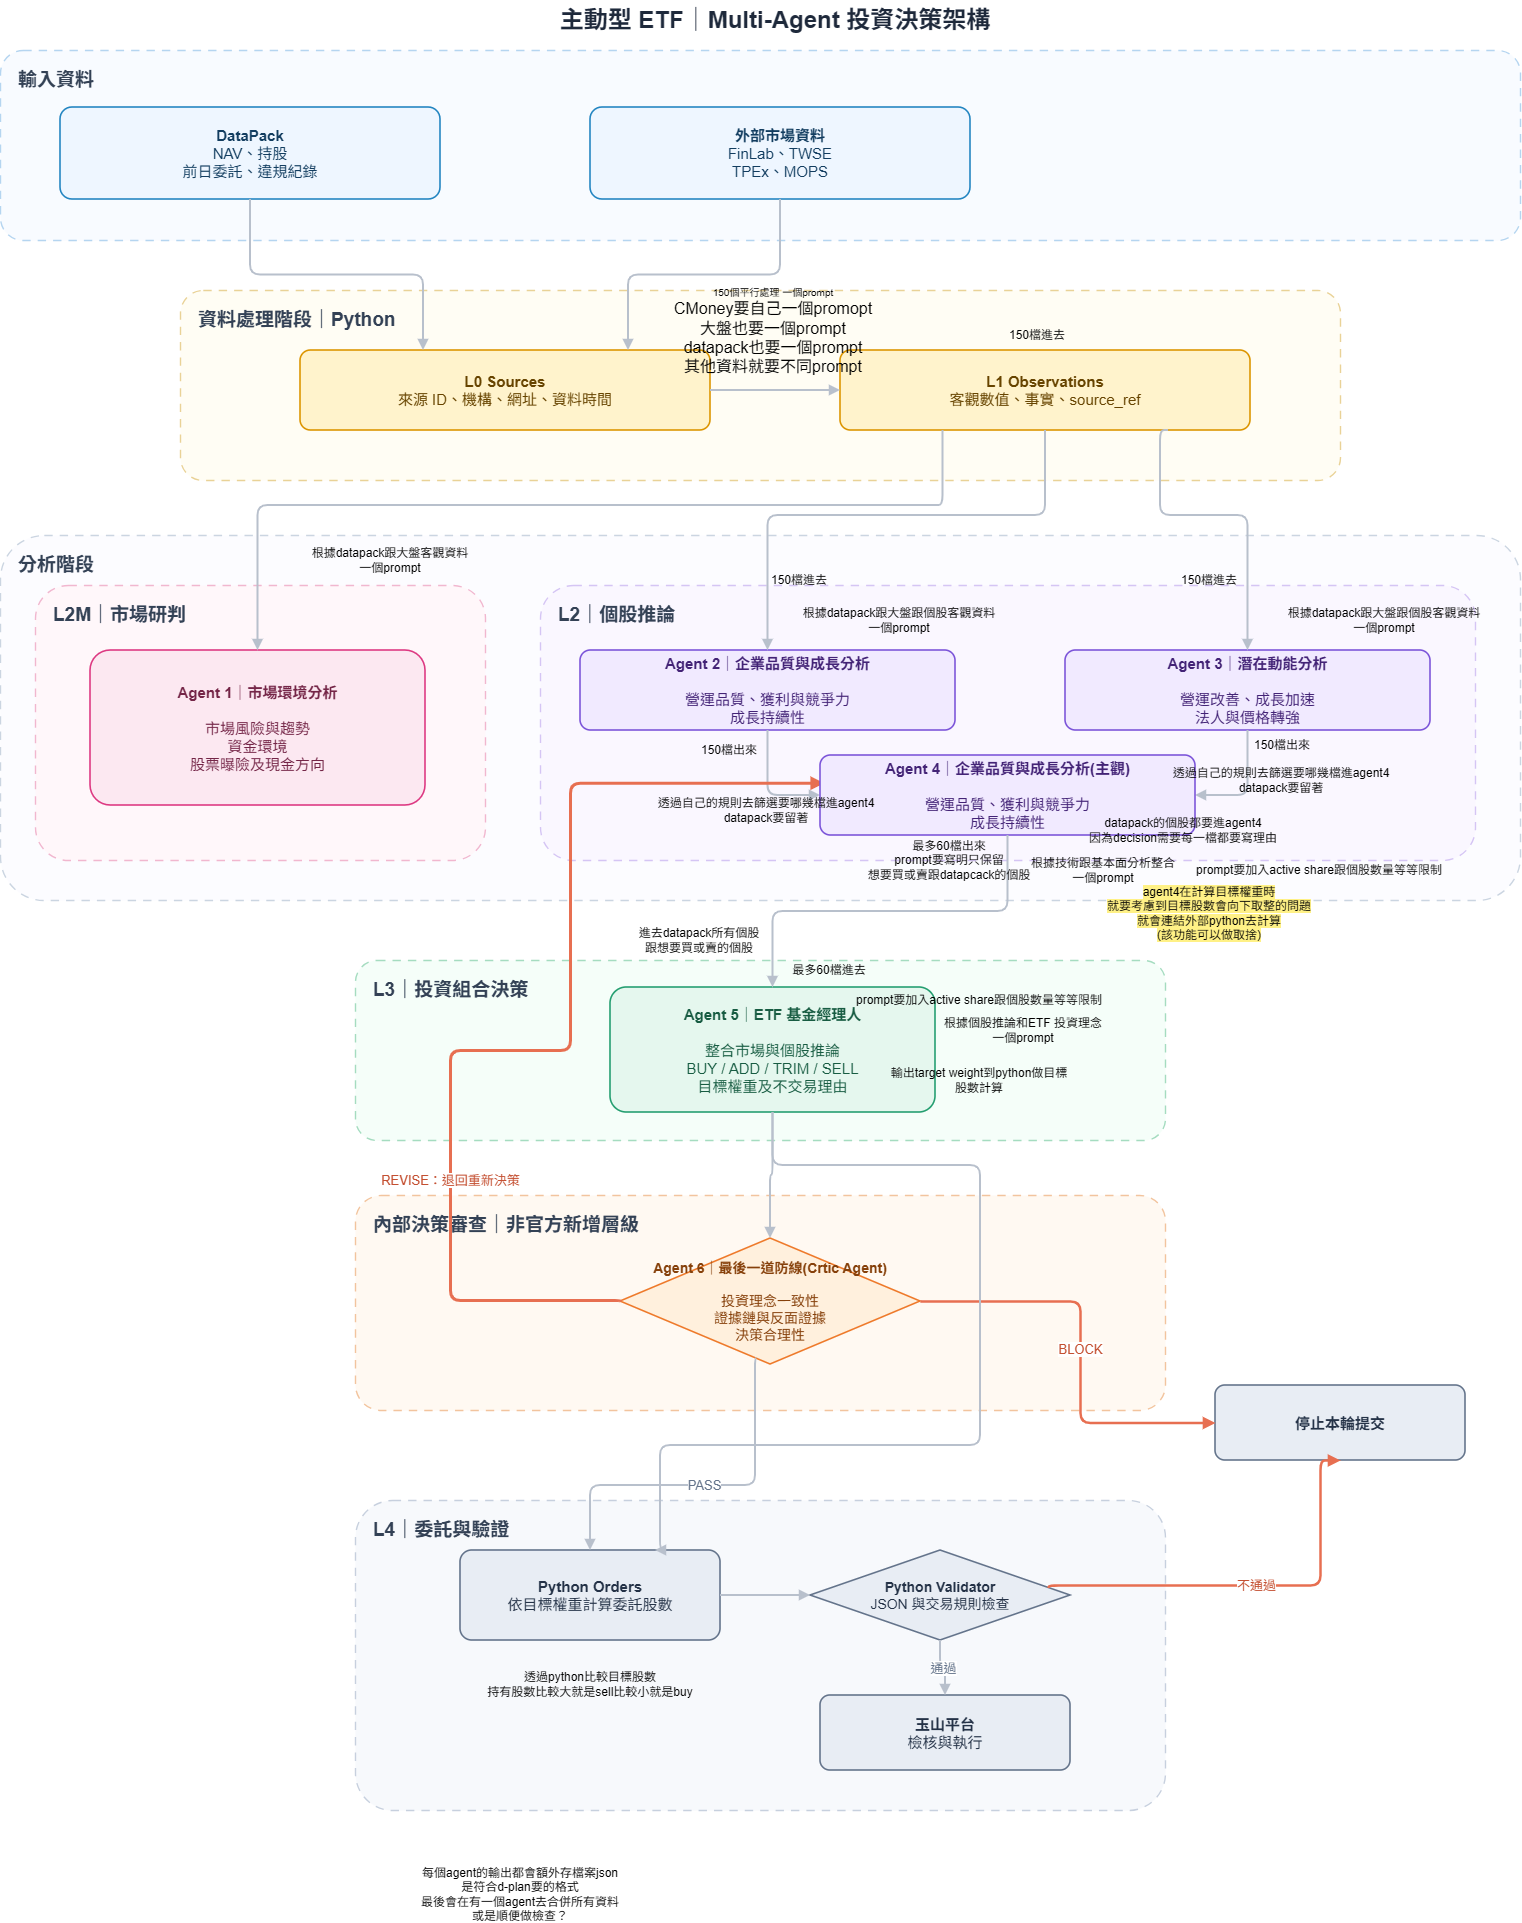 主動型 ETF｜Multi-Agent 投資決策架構
輸入資料
DataPack
NAV、持股
前日委託、違規紀錄
外部市場資料
FinLab、TWSE
TPEx、MOPS
資料處理階段｜Python
150個平行處理 一個prompt
CMoney要自己一個promopt
大盤也要一個prompt
datapack也要一個prompt
其他資料就要不同prompt
150檔進去
L0 Sources
來源 ID、機構、網址、資料時間
L1 Observations
客觀數值、事實、source_ref
分析階段
根據datapack跟大盤客觀資料
一個prompt
L2M｜市場研判
Agent 1｜市場環境分析
市場風險與趨勢
資金環境
股票曝險及現金方向
150檔進去
150檔進去
L2｜個股推論
根據datapack跟大盤跟個股客觀資料
一個prompt
根據datapack跟大盤跟個股客觀資料
一個prompt
Agent 2｜企業品質與成長分析
營運品質、獲利與競爭力
成長持續性
Agent 3｜潛在動能分析
營運改善、成長加速
法人與價格轉強
150檔出來
150檔出來
Agent 4｜企業品質與成長分析(主觀)
營運品質、獲利與競爭力
成長持續性
透過自己的規則去篩選要哪幾檔進agent4
datapack要留著
透過自己的規則去篩選要哪幾檔進agent4
datapack要留著
datapack的個股都要進agent4
因為decision需要每一檔都要寫理由
最多60檔出來
prompt要寫明只保留
想要買或賣跟datapcack的個股
根據技術跟基本面分析整合
一個prompt
prompt要加入active share跟個股數量等等限制
agent4在計算目標權重時
就要考慮到目標股數會向下取整的問題
就會連結外部python去計算
(該功能可以做取捨)
進去datapack所有個股
跟想要買或賣的個股
最多60檔進去
L3｜投資組合決策
Agent 5｜ETF 基金經理人
整合市場與個股推論
BUY / ADD / TRIM / SELL
目標權重及不交易理由
prompt要加入active share跟個股數量等等限制
根據個股推論和ETF 投資理念
一個prompt
輸出target weight到python做目標
股數計算
REVISE：退回重新決策
內部決策審查｜非官方新增層級
Agent 6｜最後一道防線(Crtic Agent)
投資理念一致性
證據鏈與反面證據
決策合理性
BLOCK
停止本輪提交
PASS
L4｜委託與驗證
Python Orders
依目標權重計算委託股數
Python Validator
JSON 與交易規則檢查
不通過
通過
透過python比較目標股數
持有股數比較大就是sell比較小就是buy
玉山平台
檢核與執行
每個agent的輸出都會額外存檔案json
是符合d-plan要的格式
最後會在有一個agent去合併所有資料
或是順便做檢查？